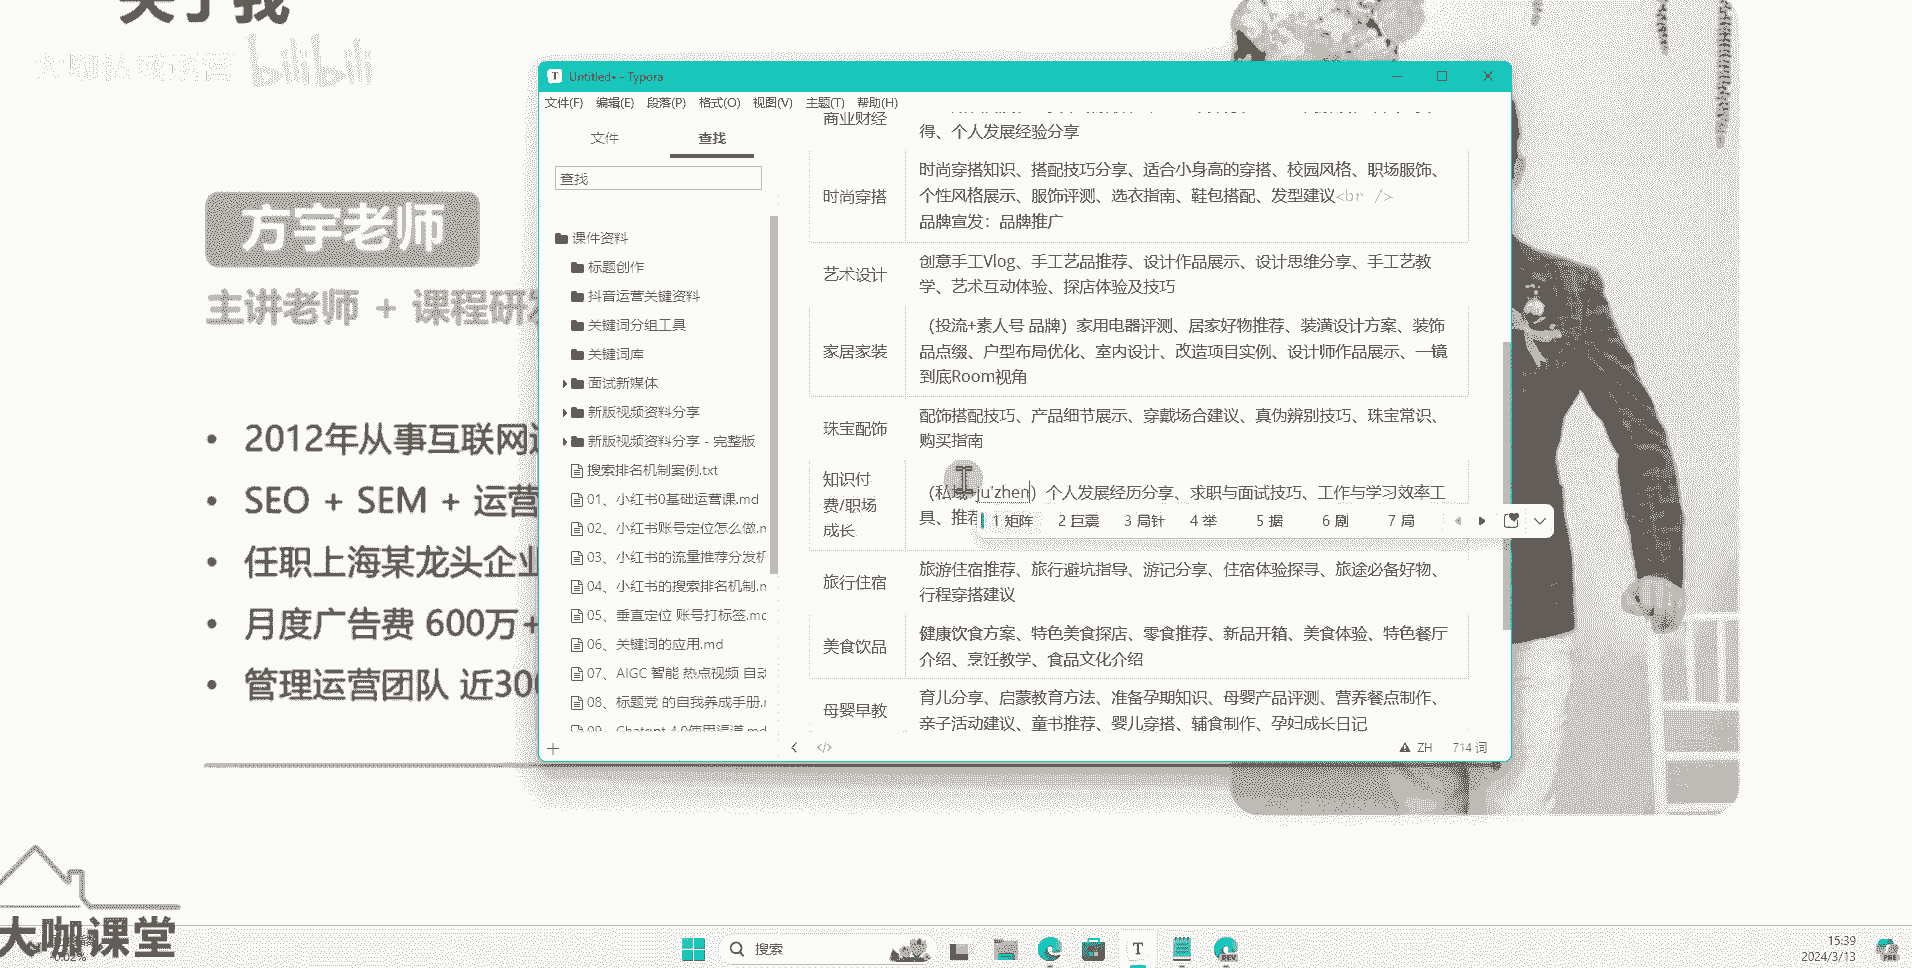 关于我
大咖私域运营 bilibili
方宇老师
主讲老师 + 课程研发
2012年从事互联网运
SEO + SEM + 运营
任职上海某龙头企业
月度广告费 600万+
管理运营团队 近300
Untitled• - Typora
文件(F) 编辑(E) 段落(P) 格式(O) 视图(V) 主题(T) 帮助(H)
文件 查找
查找
课件资料
标题创作
抖音运营关键资料
关键词分组工具
关键词库
面试新媒体
新版视频资料分享
新版视频资料分享 - 完整版
搜索排名机制案例.txt
01、小红书0基础运营课.md
02、小红书账号定位怎么做.m
03、小红书的流量推荐分发机
04、小红书的搜索排名机制.m
05、垂直定位 账号打标签.md
06、关键词的应用.md
07、AIGC 智能 热点视频 自动
08、标题党 的自我养成手册.m
09、Chatgpt 4.0使用渠道.md
商业财经
得、个人发展经验分享
时尚穿搭
时尚穿搭知识、搭配技巧分享、适合小身高的穿搭、校园风格、职场服饰、
个性风格展示、服饰评测、选衣指南、鞋包搭配、发型建议<br />
品牌宣发：品牌推广
艺术设计
创意手工Vlog、手工艺品推荐、设计作品展示、设计思维分享、手工艺教
学、艺术互动体验、探店体验及技巧
家居家装
（投流+素人号 品牌）家用电器评测、居家好物推荐、装潢设计方案、装饰
品点缀、户型布局优化、室内设计、改造项目实例、设计师作品展示、一镜
到底Room视角
珠宝配饰
配饰搭配技巧、产品细节展示、穿戴场合建议、真伪辨别技巧、珠宝常识、
购买指南
知识付
费/职场
成长
（私域+ju'zhen）个人发展经历分享、求职与面试技巧、工作与学习效率工
具、推荐
1 矩阵 2 巨震 3 局针 4 举 5 据 6 剧 7 局
旅行住宿
旅游住宿推荐、旅行避坑指导、游记分享、住宿体验探寻、旅途必备好物、
行程穿搭建议
美食饮品
健康饮食方案、特色美食探店、零食推荐、新品开箱、美食体验、特色餐厅
介绍、烹饪教学、食品文化介绍
母婴早教
育儿分享、启蒙教育方法、准备孕期知识、母婴产品评测、营养餐点制作、
亲子活动建议、童书推荐、婴儿穿搭、辅食制作、孕妇成长日记
ZH 714 词
大咖课堂
-0.02%
搜索
15:39
2024/3/13